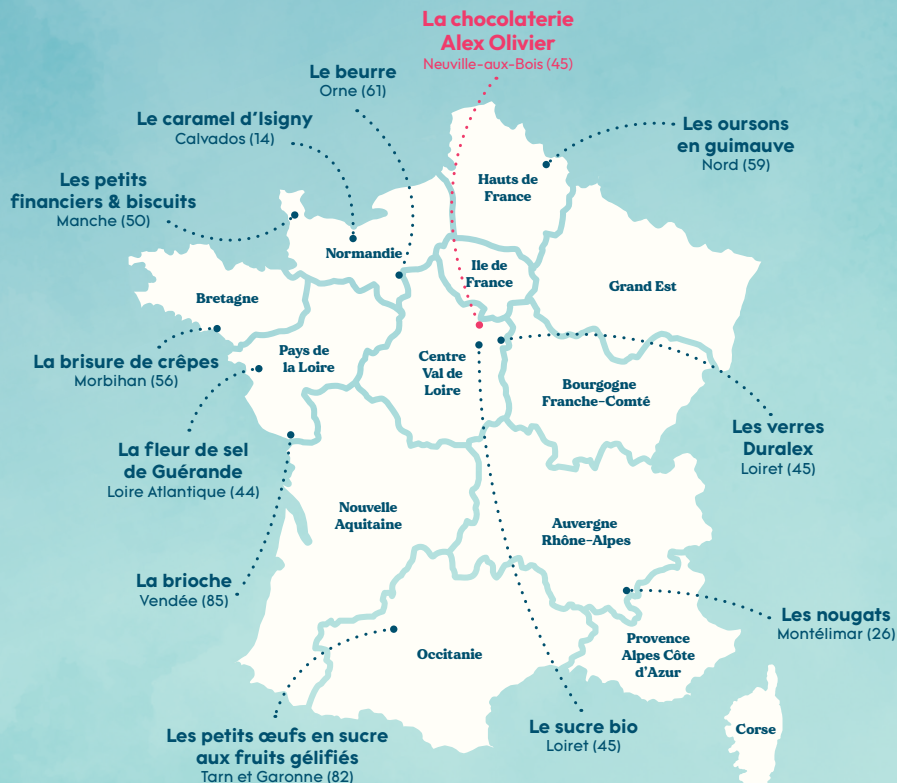 La chocolaterie
Alex Olivier
Neuville-aux-Bois (45)
Le beurre
Orne (61)
Le caramel d'Isigny
Calvados (14)
Les oursons
en guimauve
Nord (59)
Les petits
financiers & biscuits
Manche (50)
Hauts de
France
Normandie
Ile de
France
Grand Est
Bretagne
La brisure de crêpes
Morbihan (56)
Pays de
la Loire
Centre
Val de
Loire
Bourgogne
Franche-Comté
Les verres
Duralex
Loiret (45)
La fleur de sel
de Guérande
Loire Atlantique (44)
Nouvelle
Aquitaine
Auvergne
Rhône-Alpes
La brioche
Vendée (85)
Les nougats
Montélimar (26)
Occitanie
Provence
Alpes Côte
d'Azur
Les petits œufs en sucre
aux fruits gélifiés
Tarn et Garonne (82)
Le sucre bio
Loiret (45)
Corse